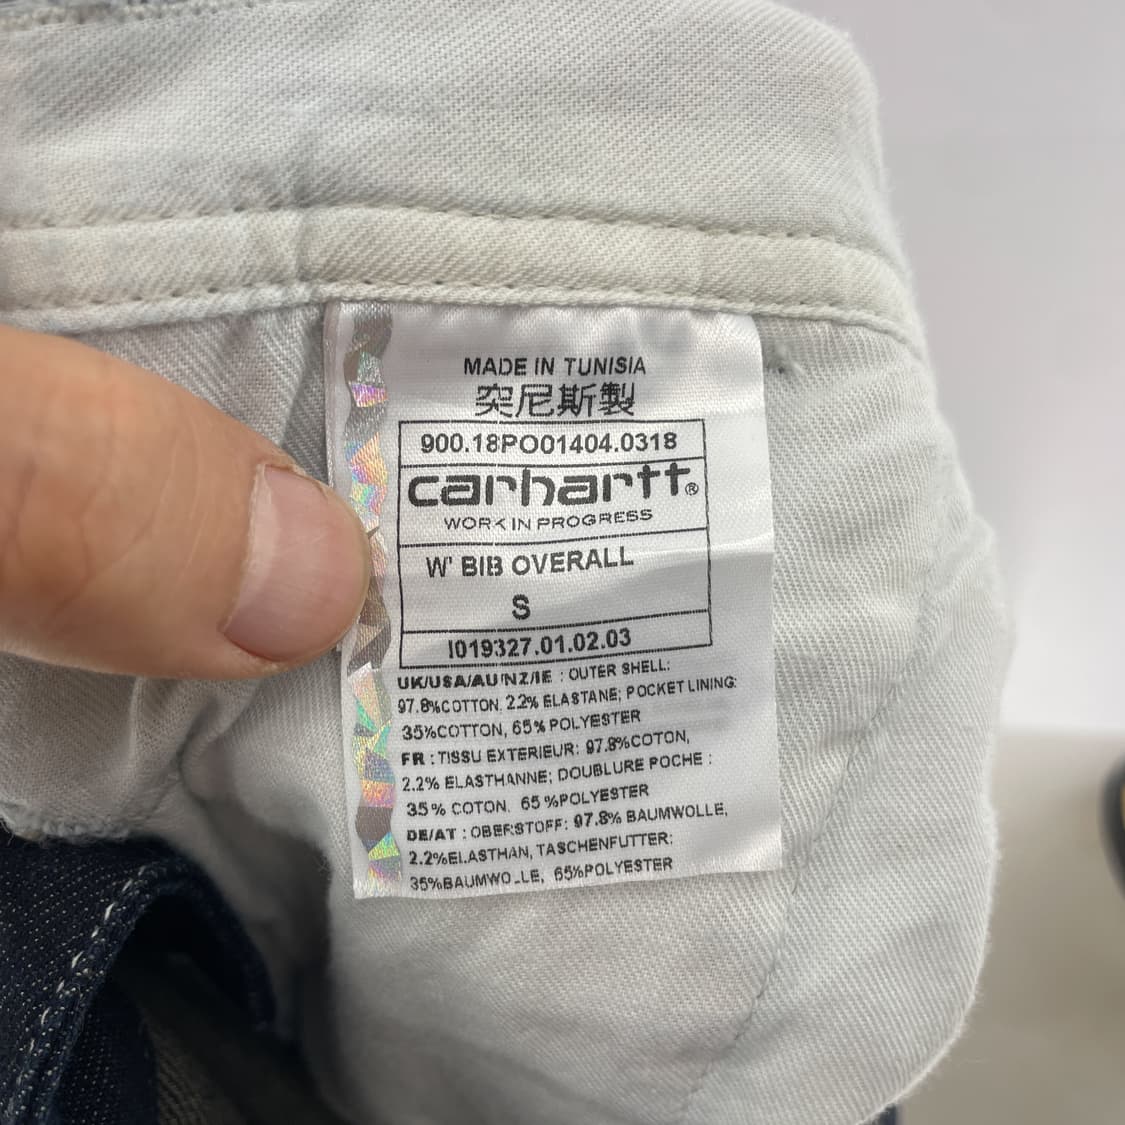 MADE IN TUNISIA
突尼斯製
900.18PO01404.0318
carhartt®
WORK IN PROGRESS
W' BIB OVERALL
S
I019327.01.02.03
UK/USA/AU/NZ/IE : OUTER SHELL:
97.8%COTTON, 2.2% ELASTANE; POCKET LINING:
35%COTTON, 65% POLYESTER
FR : TISSU EXTERIEUR: 97.8%COTON,
2.2% ELASTHANNE; DOUBLURE POCHE :
35% COTON, 65%POLYESTER
DE/AT : OBERSTOFF: 97.8% BAUMWOLLE,
2.2%ELASTHAN, TASCHENFUTTER:
35%BAUMWOLLE, 65%POLYESTER